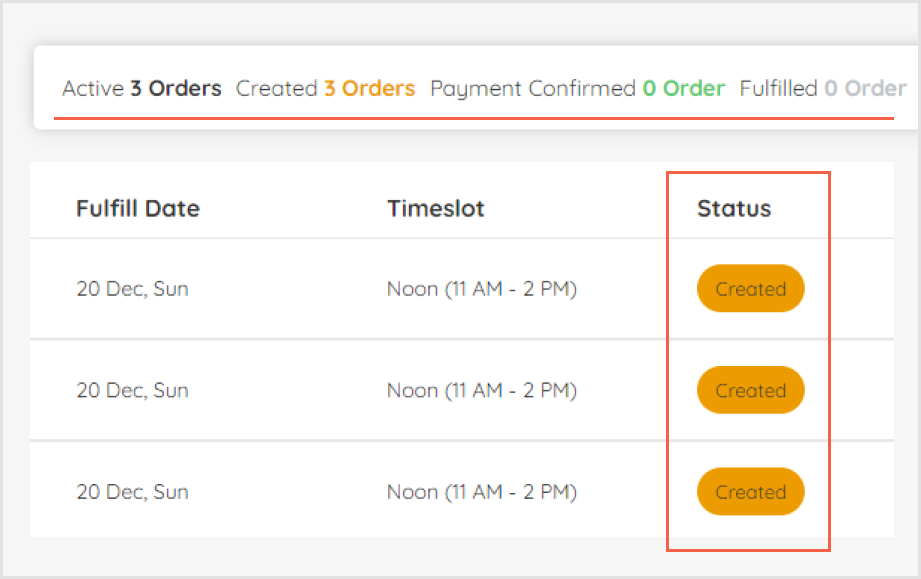 Active 3 Orders Created 3 Orders Payment Confirmed 0 Order Fulfilled 0 Order
Fulfill Date Timeslot Status
20 Dec, Sun Noon (11 AM - 2 PM) Created
20 Dec, Sun Noon (11 AM - 2 PM) Created
20 Dec, Sun Noon (11 AM - 2 PM) Created